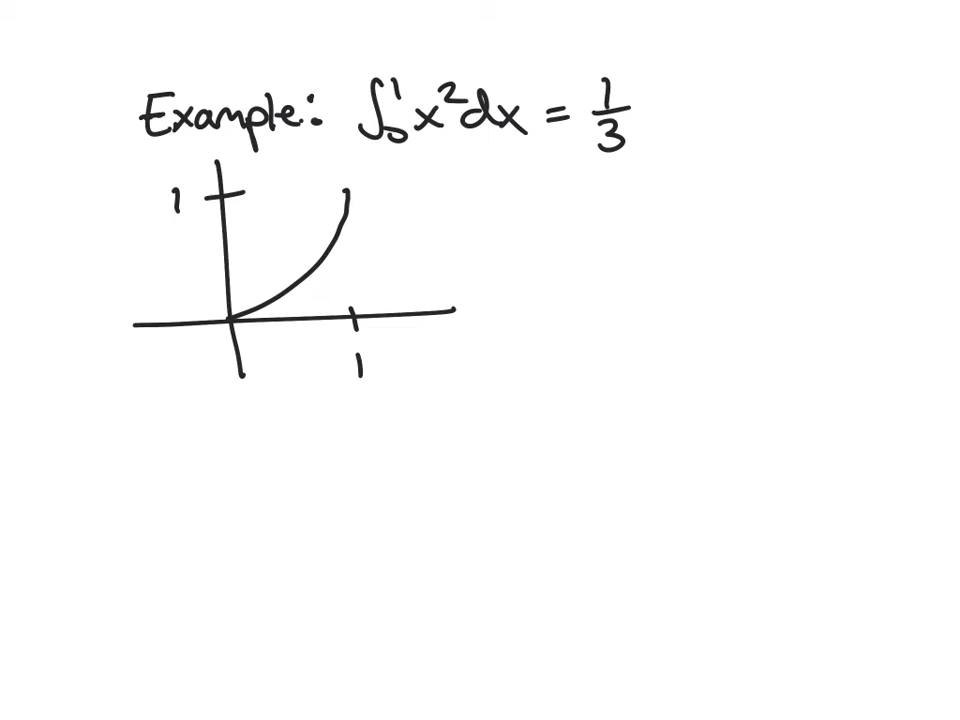 Example: ∫₀¹ x² dx = 1/3
1
1